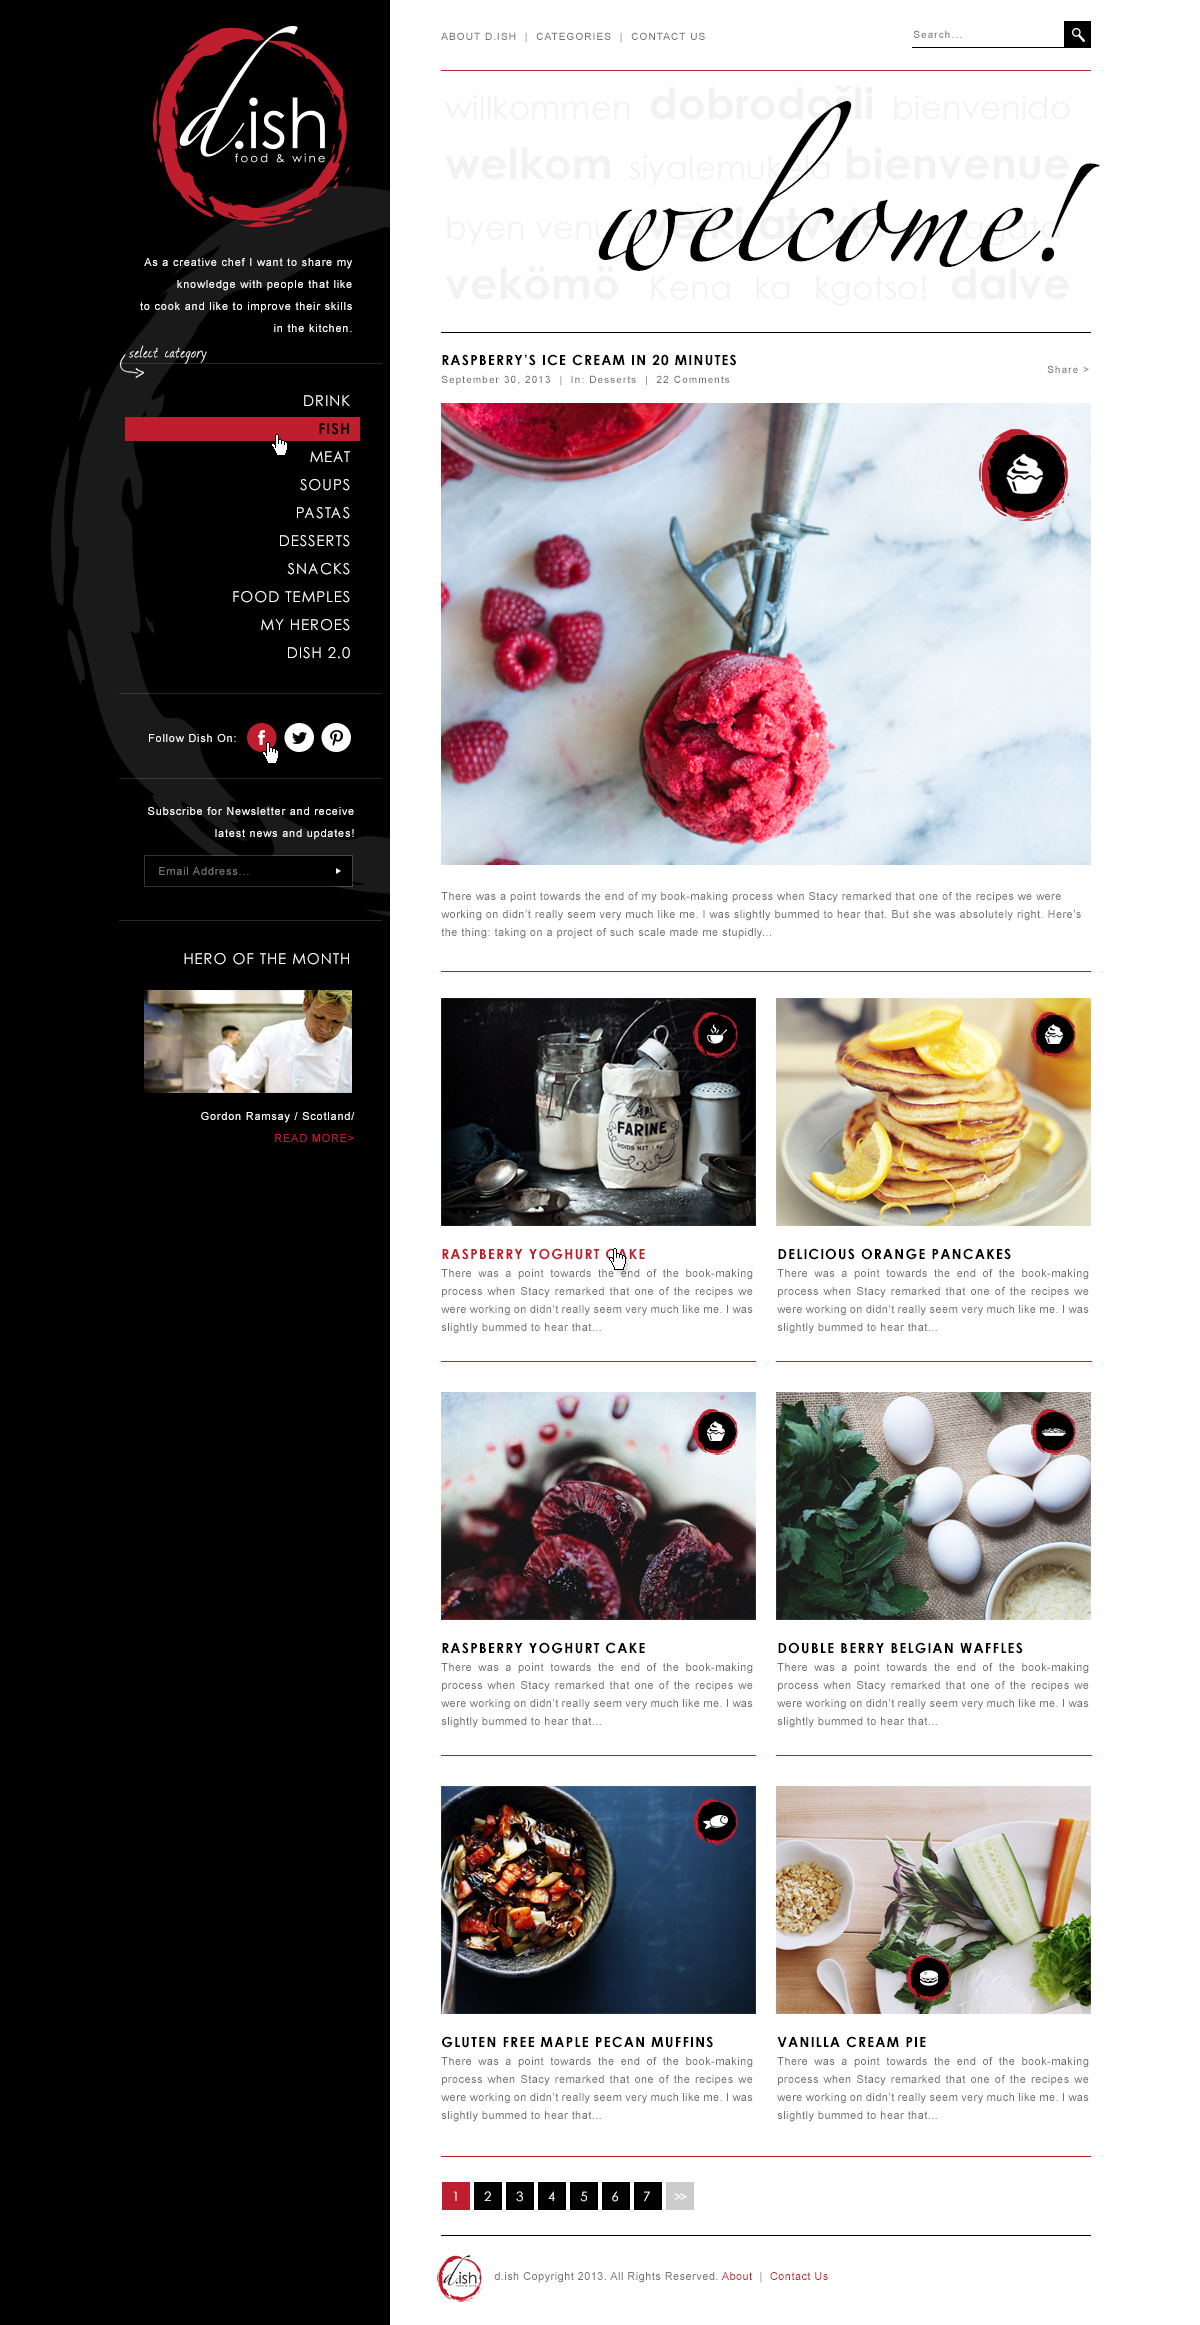 d.ish
food & wine
As a creative chef I want to share my
knowledge with people that like
to cook and like to improve their skills
in the kitchen.
select category
DRINK
FISH
MEAT
SOUPS
PASTAS
DESSERTS
SNACKS
FOOD TEMPLES
MY HEROES
DISH 2.0
Follow Dish On:
Subscribe for Newsletter and receive
latest news and updates!
Email Address...
HERO OF THE MONTH
Gordon Ramsay / Scotland/
READ MORE>
ABOUT D.ISH | CATEGORIES | CONTACT US
Search...
willkommen dobrodošli bienvenido
welkom siyalemukela bienvenue
byen venu
vekömö Kena ka kgotso! dalve
welcome!
RASPBERRY'S ICE CREAM IN 20 MINUTES
September 30, 2013 | In: Desserts | 22 Comments
Share >
There was a point towards the end of my book-making process when Stacy remarked that one of the recipes we were
working on didn't really seem very much like me. I was slightly bummed to hear that. But she was absolutely right. Here's
the thing: taking on a project of such scale made me stupidly...
FARINE
POIDS NET 1 KG
RASPBERRY YOGHURT CAKE
There was a point towards the end of the book-making
process when Stacy remarked that one of the recipes we
were working on didn't really seem very much like me. I was
slightly bummed to hear that...
DELICIOUS ORANGE PANCAKES
There was a point towards the end of the book-making
process when Stacy remarked that one of the recipes we
were working on didn't really seem very much like me. I was
slightly bummed to hear that...
RASPBERRY YOGHURT CAKE
There was a point towards the end of the book-making
process when Stacy remarked that one of the recipes we
were working on didn't really seem very much like me. I was
slightly bummed to hear that...
DOUBLE BERRY BELGIAN WAFFLES
There was a point towards the end of the book-making
process when Stacy remarked that one of the recipes we
were working on didn't really seem very much like me. I was
slightly bummed to hear that...
GLUTEN FREE MAPLE PECAN MUFFINS
There was a point towards the end of the book-making
process when Stacy remarked that one of the recipes we
were working on didn't really seem very much like me. I was
slightly bummed to hear that...
VANILLA CREAM PIE
There was a point towards the end of the book-making
process when Stacy remarked that one of the recipes we
were working on didn't really seem very much like me. I was
slightly bummed to hear that...
1 2 3 4 5 6 7 >>
d.ish
food & wine
d.ish Copyright 2013. All Rights Reserved. About | Contact Us